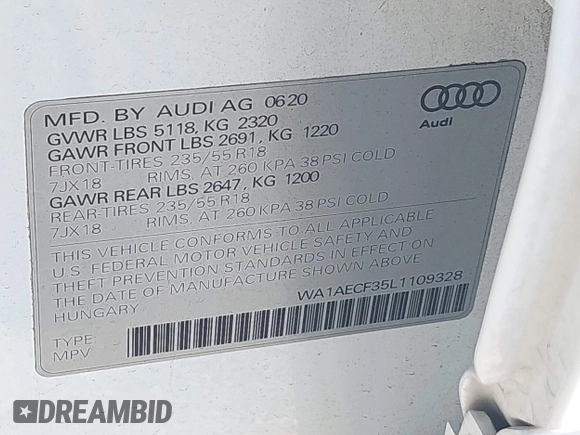 MFD. BY AUDI AG 0620
GVWR LBS 5118, KG 2320
GAWR FRONT LBS 2691, KG 1220
FRONT-TIRES 235/55 R18
7JX18 RIMS, AT 260 KPA 38 PSI COLD
GAWR REAR LBS 2647, KG 1200
REAR-TIRES 235/55 R18
7JX18 RIMS, AT 260 KPA 38 PSI COLD
THIS VEHICLE CONFORMS TO ALL APPLICABLE
U.S. FEDERAL MOTOR VEHICLE SAFETY AND
THEFT PREVENTION STANDARDS IN EFFECT ON
THE DATE OF MANUFACTURE SHOWN ABOVE
HUNGARY
WA1AECF35L1109328
TYPE
MPV
Audi
DREAMBID